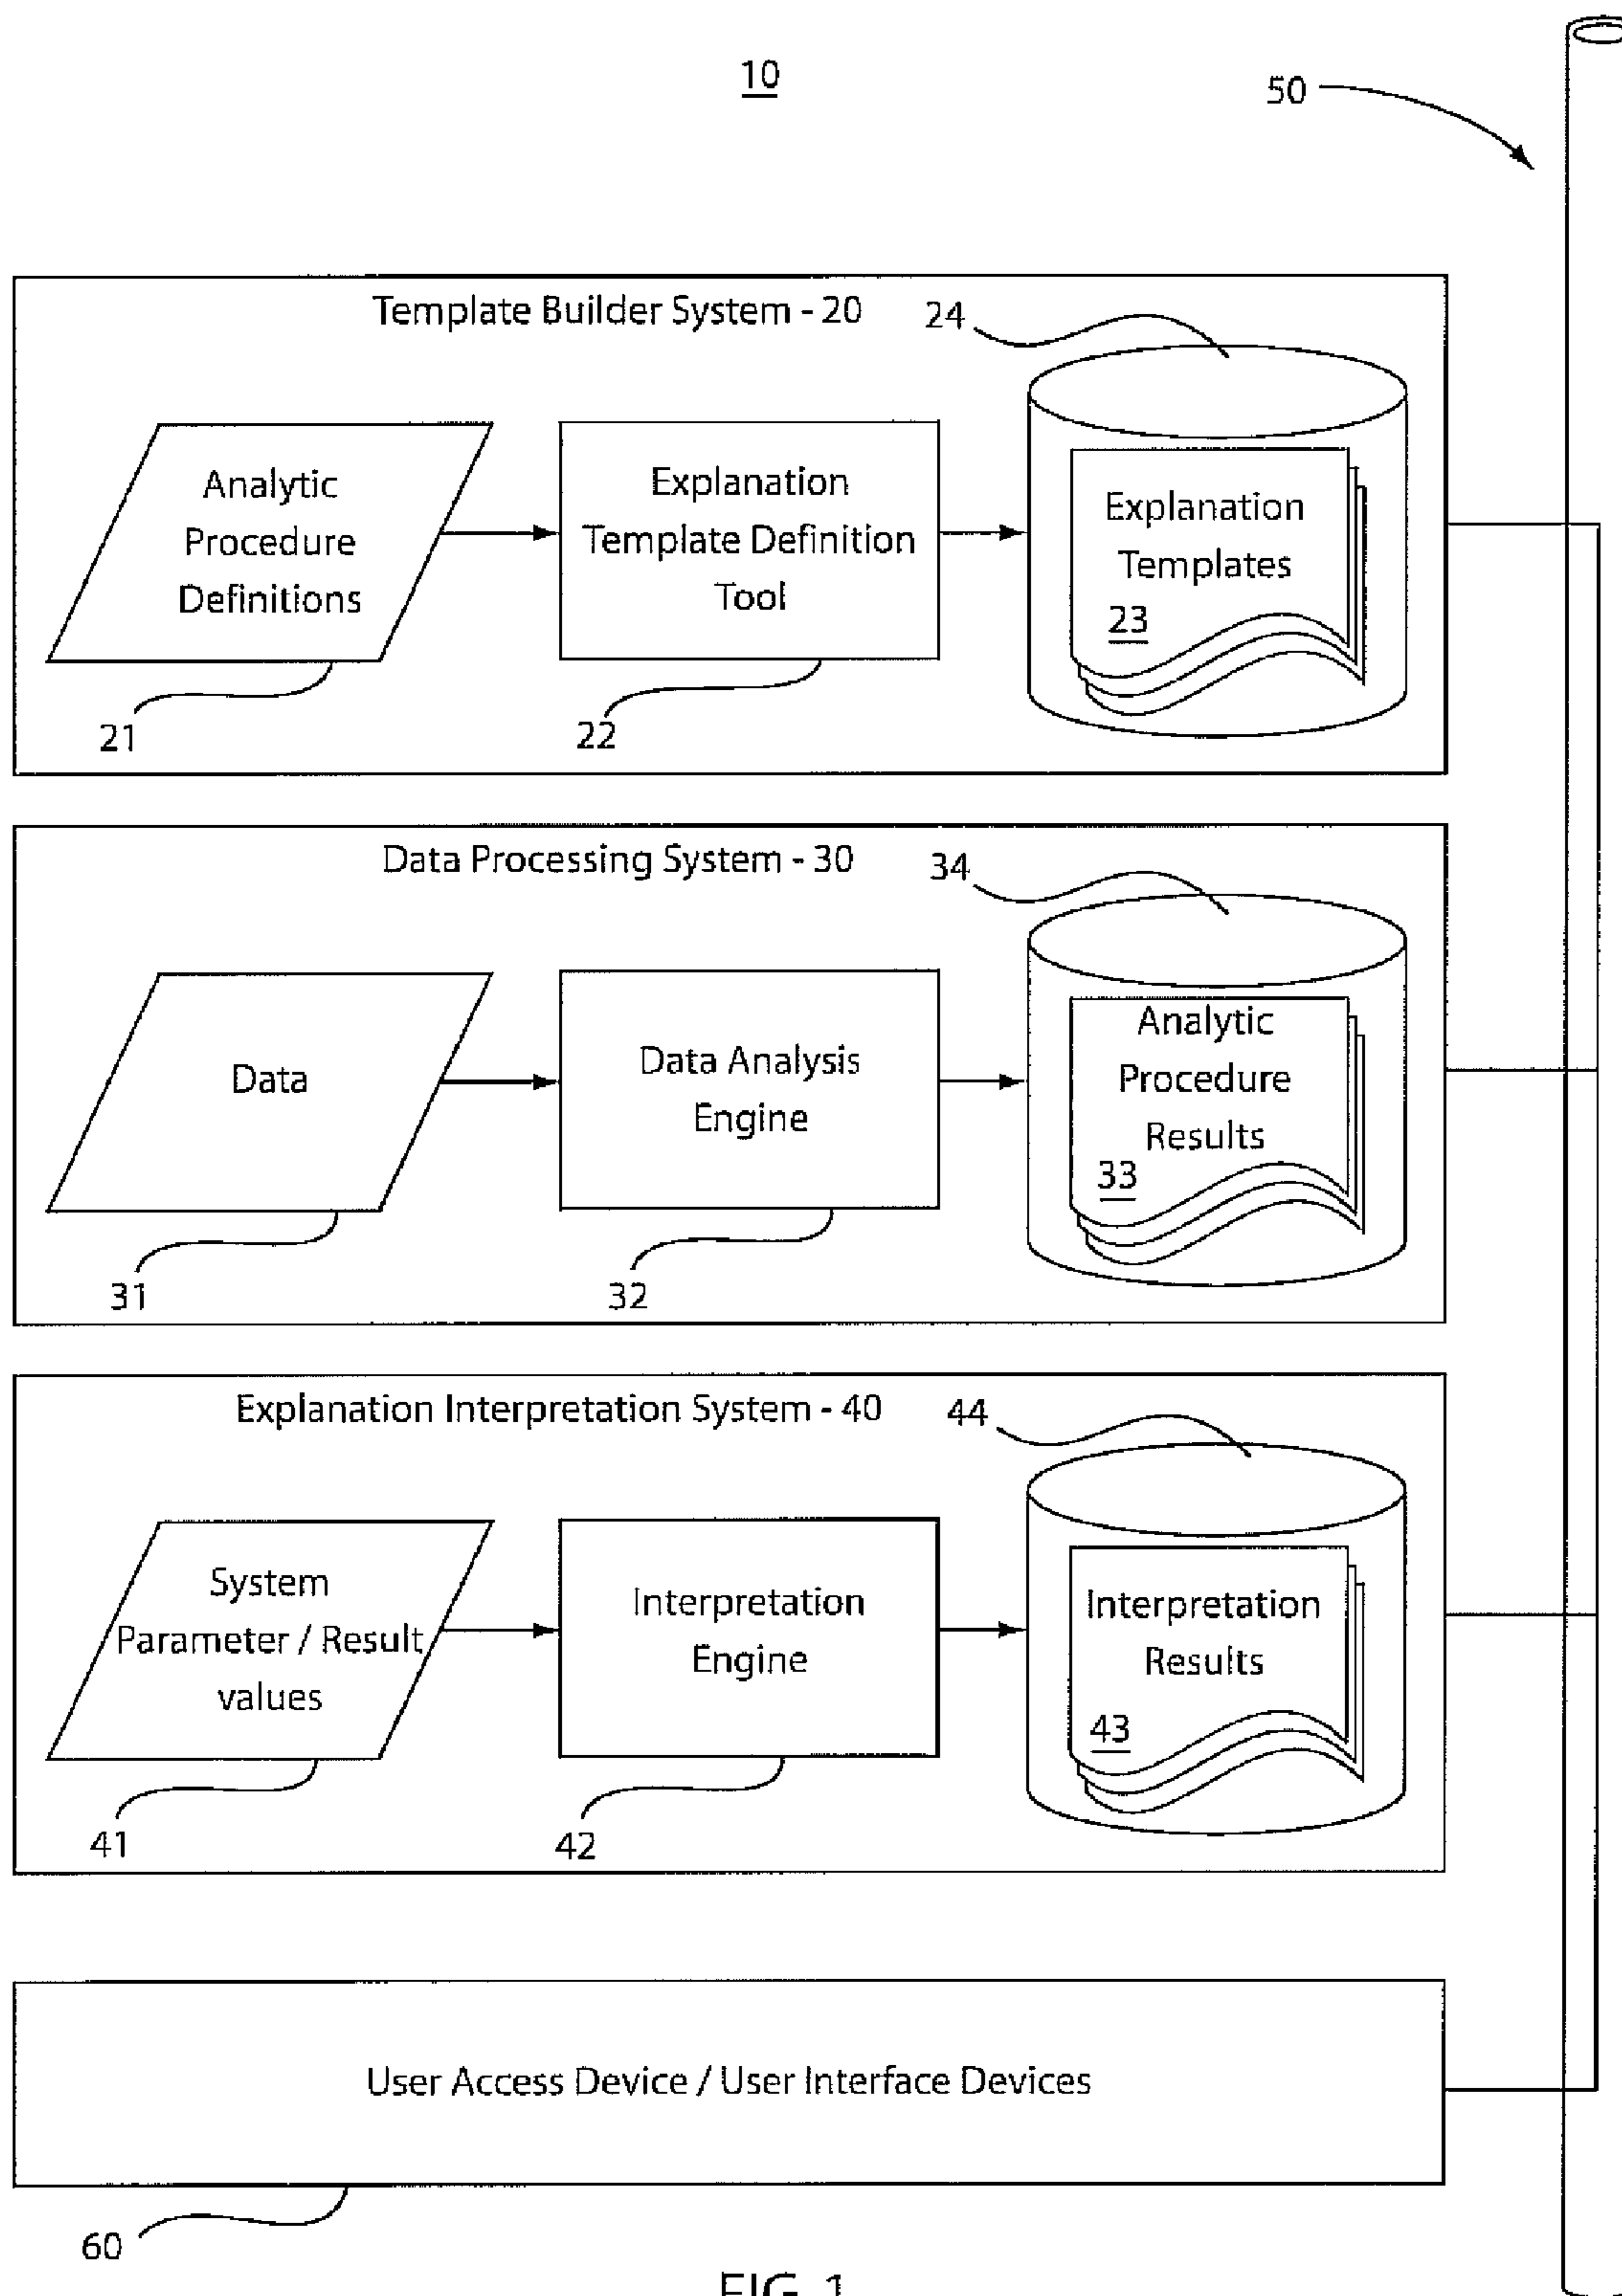 10
50
Template Builder System - 20
24
Analytic
Procedure
Definitions
Explanation
Template Definition
Tool
Explanation
Templates
23
21
22
Data Processing System - 30
34
Data
Data Analysis
Engine
Analytic
Procedure
Results
33
31
32
Explanation Interpretation System - 40
44
System
Parameter / Result
values
Interpretation
Engine
Interpretation
Results
43
41
42
User Access Device / User Interface Devices
60
FIG. 1